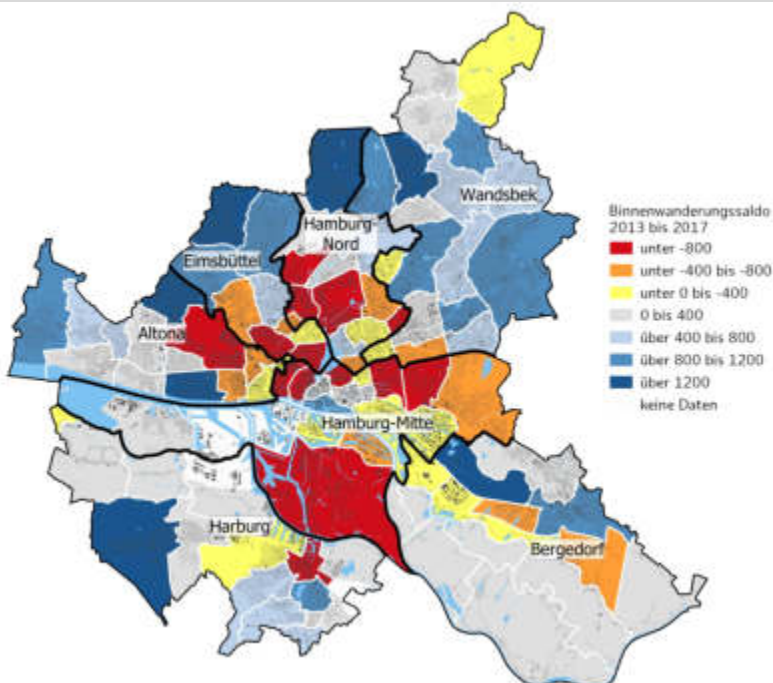 Wandsbek
Hamburg-
Nord
Eimsbüttel
Altona
Hamburg-Mitte
Harburg
Bergedorf
Binnenwanderungssaldo
2013 bis 2017
unter -800
unter -400 bis -800
unter 0 bis -400
0 bis 400
über 400 bis 800
über 800 bis 1200
über 1200
keine Daten